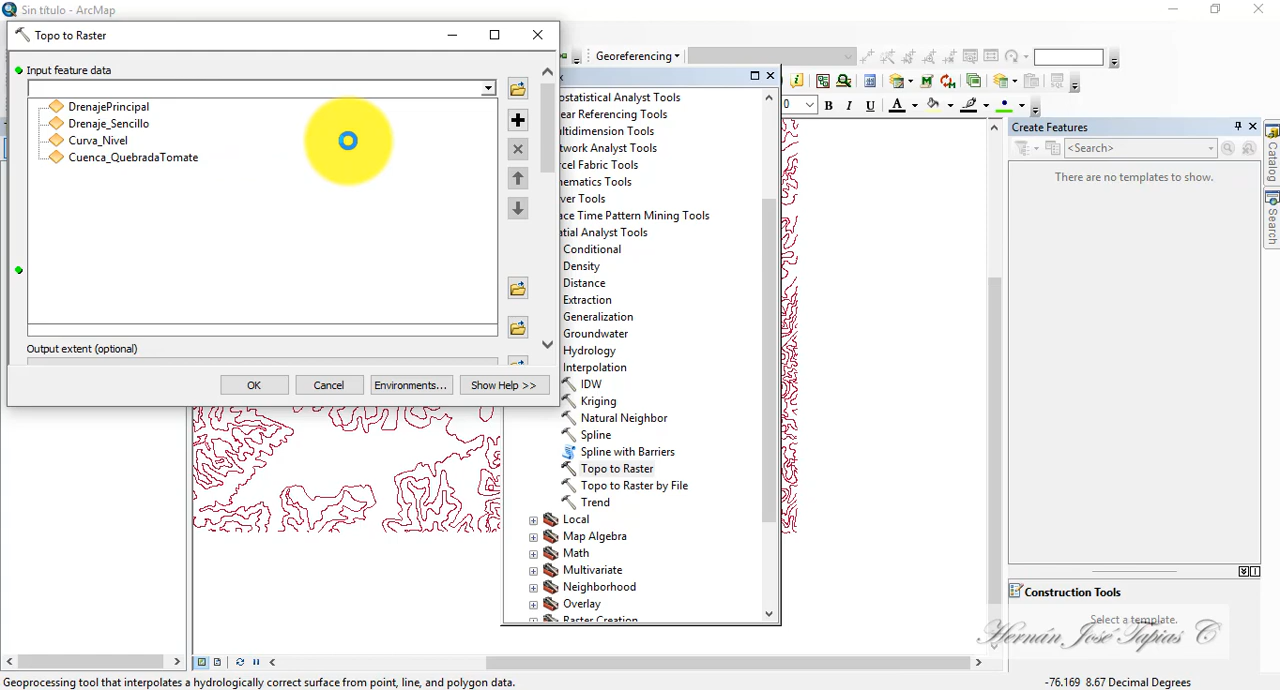 Sin título - ArcMap
Topo to Raster
Input feature data
DrenajePrincipal
Drenaje_Sencillo
Curva_Nivel
Cuenca_QuebradaTomate
Output extent (optional)
OK
Cancel
Environments...
Show Help >>
Georeferencing
ostatistical Analyst Tools
ear Referencing Tools
ltidimension Tools
twork Analyst Tools
rcel Fabric Tools
hematics Tools
ver Tools
ace Time Pattern Mining Tools
atial Analyst Tools
Conditional
Density
Distance
Extraction
Generalization
Groundwater
Hydrology
Interpolation
IDW
Kriging
Natural Neighbor
Spline
Spline with Barriers
Topo to Raster
Topo to Raster by File
Trend
Local
Map Algebra
Math
Multivariate
Neighborhood
Overlay
Raster Creation
0
B I U A
Create Features
<Search>
There are no templates to show.
Catalog
Search
Construction Tools
Select a template.
Hernán José Tapias C
Geoprocessing tool that interpolates a hydrologically correct surface from point, line, and polygon data.
-76.169 8.67 Decimal Degrees